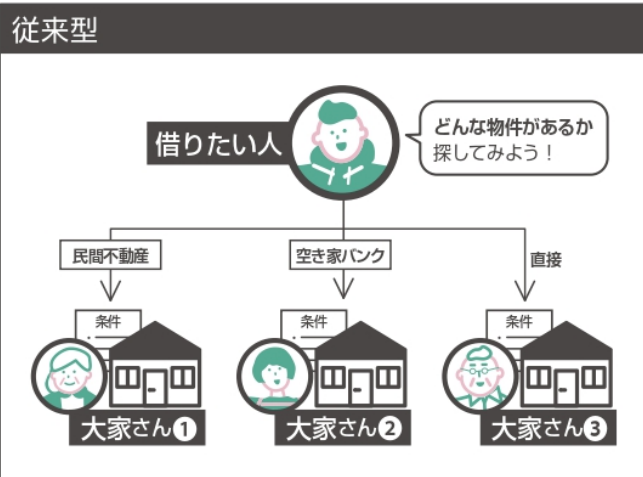 従来型
借りたい人
どんな物件があるか
探してみよう！
民間不動産
空き家バンク
直接
条件
条件
条件
大家さん❶
大家さん❷
大家さん❸